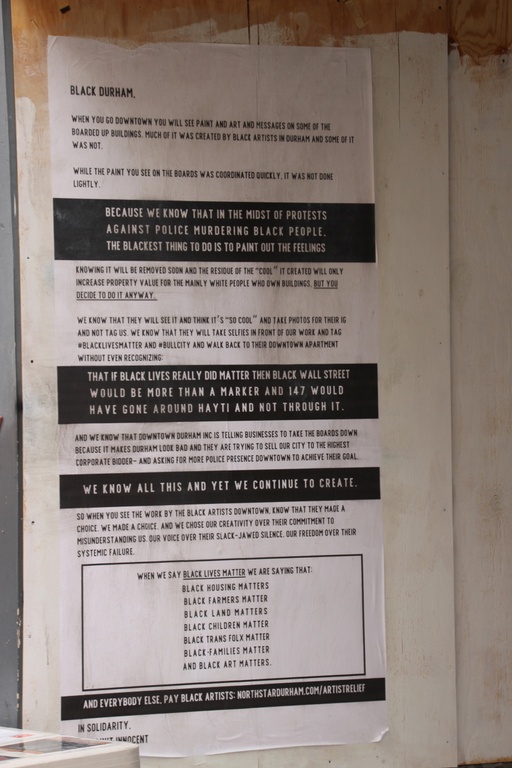 BLACK DURHAM,
WHEN YOU GO DOWNTOWN YOU WILL SEE PAINT AND ART AND MESSAGES ON SOME OF THE
BOARDED UP BUILDINGS. MUCH OF IT WAS CREATED BY BLACK ARTISTS IN DURHAM AND SOME OF IT
WAS NOT.
WHILE THE PAINT YOU SEE ON THE BOARDS WAS COORDINATED QUICKLY, IT WAS NOT DONE
LIGHTLY.
BECAUSE WE KNOW THAT IN THE MIDST OF PROTESTS
AGAINST POLICE MURDERING BLACK PEOPLE,
THE BLACKEST THING TO DO IS TO PAINT OUT THE FEELINGS
KNOWING IT WILL BE REMOVED SOON AND THE RESIDUE OF THE "COOL" IT CREATED WILL ONLY
INCREASE PROPERTY VALUE FOR THE MAINLY WHITE PEOPLE WHO OWN BUILDINGS, BUT YOU
DECIDE TO DO IT ANYWAY.
WE KNOW THAT THEY WILL SEE IT AND THINK IT'S "SO COOL" AND TAKE PHOTOS FOR THEIR IG
AND NOT TAG US. WE KNOW THAT THEY WILL TAKE SELFIES IN FRONT OF OUR WORK AND TAG
#BLACKLIVESMATTER AND #BULLCITY AND WALK BACK TO THEIR DOWNTOWN APARTMENT
WITHOUT EVEN RECOGNIZING:
THAT IF BLACK LIVES REALLY DID MATTER THEN BLACK WALL STREET
WOULD BE MORE THAN A MARKER AND 147 WOULD
HAVE GONE AROUND HAYTI AND NOT THROUGH IT.
AND WE KNOW THAT DOWNTOWN DURHAM INC IS TELLING BUSINESSES TO TAKE THE BOARDS DOWN
BECAUSE IT MAKES DURHAM LOOK BAD AND THEY ARE TRYING TO SELL OUR CITY TO THE HIGHEST
CORPORATE BIDDER- AND ASKING FOR MORE POLICE PRESENCE DOWNTOWN TO ACHIEVE THEIR GOAL.
WE KNOW ALL THIS AND YET WE CONTINUE TO CREATE.
SO WHEN YOU SEE THE WORK BY THE BLACK ARTISTS DOWNTOWN, KNOW THAT THEY MADE A
CHOICE. WE MADE A CHOICE. AND WE CHOSE OUR CREATIVITY OVER THEIR COMMITMENT TO
MISUNDERSTANDING US, OUR VOICE OVER THEIR SLACK-JAWED SILENCE, OUR FREEDOM OVER THEIR
SYSTEMIC FAILURE.
WHEN WE SAY BLACK LIVES MATTER WE ARE SAYING THAT:
BLACK HOUSING MATTERS
BLACK FARMERS MATTER
BLACK LAND MATTERS
BLACK CHILDREN MATTER
BLACK TRANS FOLX MATTER
BLACK-FAMILIES MATTER
AND BLACK ART MATTERS.
AND EVERYBODY ELSE, PAY BLACK ARTISTS: NORTHSTARDURHAM.COM/ARTISTRELIEF
IN SOLIDARITY,
INNOCENT